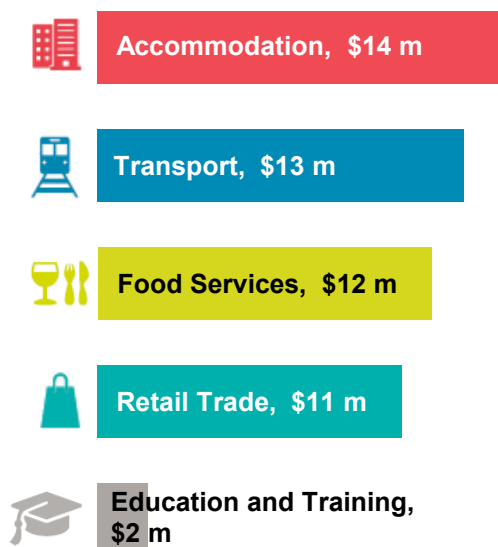 Accommodation, $14 m
Transport, $13 m
Food Services, $12 m
Retail Trade, $11 m
Education and Training,
$2 m